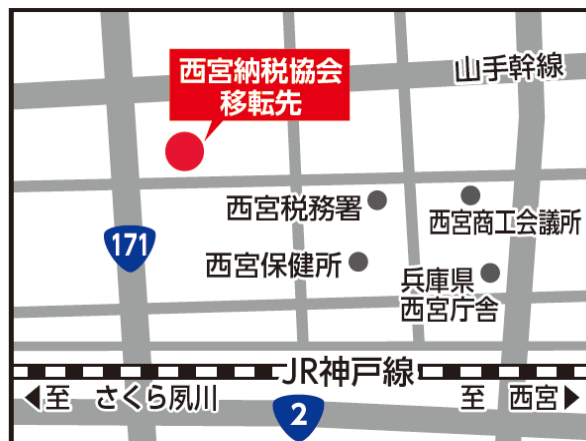 西宮納税協会
移転先
山手幹線
西宮税務署
西宮商工会議所
171
西宮保健所
兵庫県
西宮庁舎
JR神戸線
◀至 さくら夙川
2
至 西宮▶